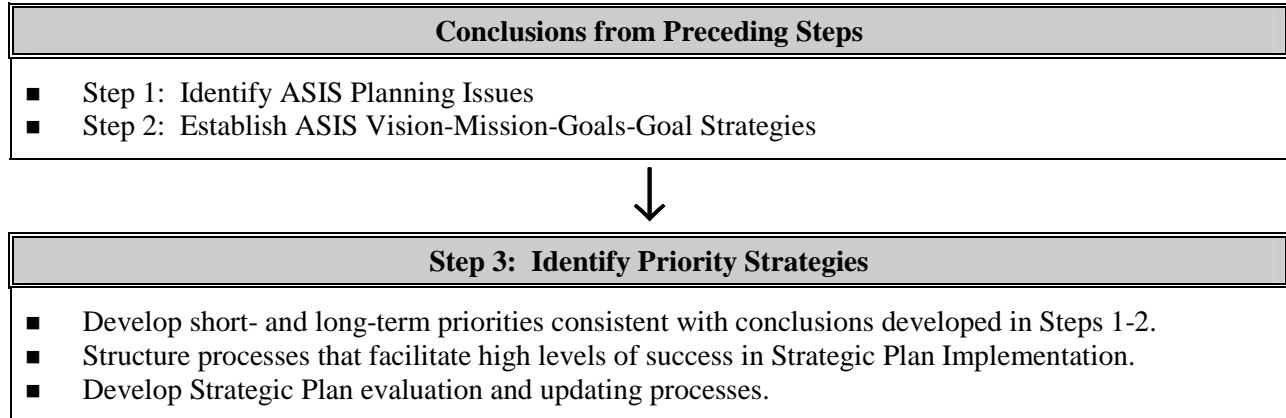 Conclusions from Preceding Steps
■ Step 1: Identify ASIS Planning Issues
■ Step 2: Establish ASIS Vision-Mission-Goals-Goal Strategies
Step 3: Identify Priority Strategies
■ Develop short- and long-term priorities consistent with conclusions developed in Steps 1-2.
■ Structure processes that facilitate high levels of success in Strategic Plan Implementation.
■ Develop Strategic Plan evaluation and updating processes.